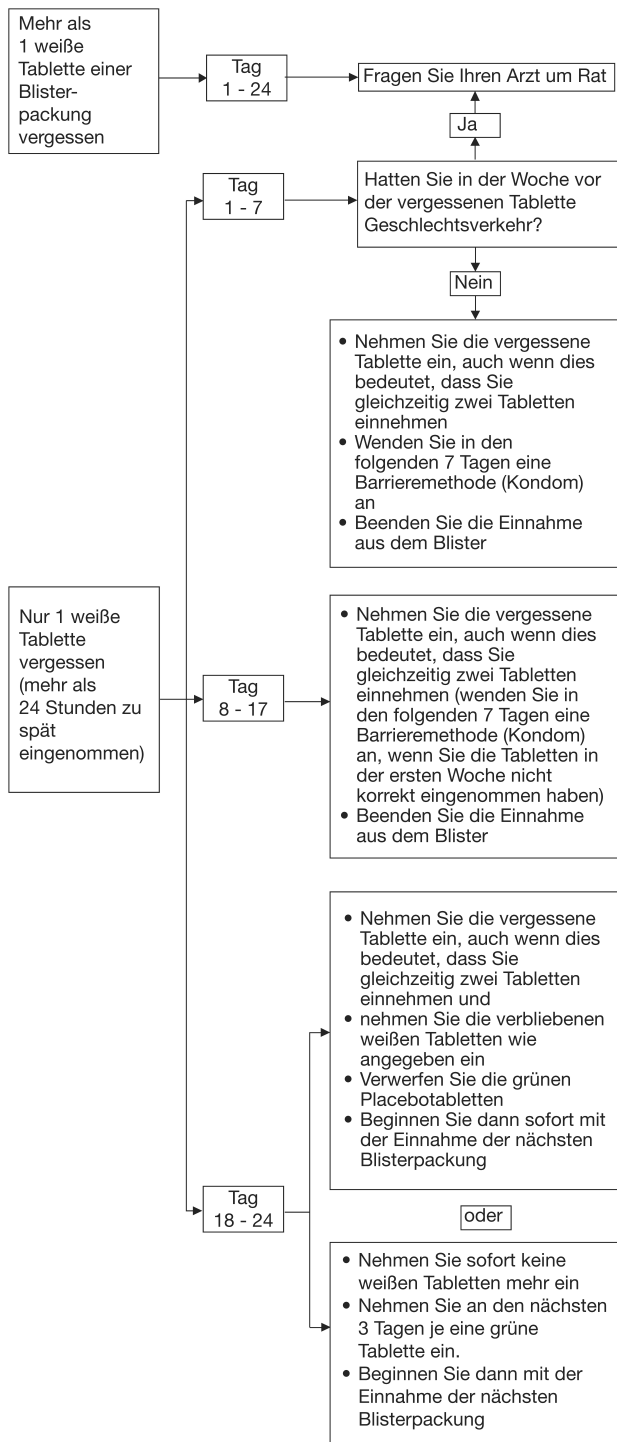 Mehr als
1 weiße
Tablette einer
Blister-
packung
vergessen
Tag
1 - 24
Fragen Sie Ihren Arzt um Rat
Ja
Tag
1 - 7
Hatten Sie in der Woche vor
der vergessenen Tablette
Geschlechtsverkehr?
Nein
• Nehmen Sie die vergessene
Tablette ein, auch wenn dies
bedeutet, dass Sie
gleichzeitig zwei Tabletten
einnehmen
• Wenden Sie in den
folgenden 7 Tagen eine
Barrieremethode (Kondom)
an
• Beenden Sie die Einnahme
aus dem Blister
Nur 1 weiße
Tablette
vergessen
(mehr als
24 Stunden zu
spät
eingenommen)
Tag
8 - 17
• Nehmen Sie die vergessene
Tablette ein, auch wenn dies
bedeutet, dass Sie
gleichzeitig zwei Tabletten
einnehmen (wenden Sie in
den folgenden 7 Tagen eine
Barrieremethode (Kondom)
an, wenn Sie die Tabletten in
der ersten Woche nicht
korrekt eingenommen haben)
• Beenden Sie die Einnahme
aus dem Blister
Tag
18 - 24
• Nehmen Sie die vergessene
Tablette ein, auch wenn dies
bedeutet, dass Sie
gleichzeitig zwei Tabletten
einnehmen und
• nehmen Sie die verbliebenen
weißen Tabletten wie
angegeben ein
• Verwerfen Sie die grünen
Placebotabletten
• Beginnen Sie dann sofort mit
der Einnahme der nächsten
Blisterpackung
oder
• Nehmen Sie sofort keine
weißen Tabletten mehr ein
• Nehmen Sie an den nächsten
3 Tagen je eine grüne
Tablette ein.
• Beginnen Sie dann mit der
Einnahme der nächsten
Blisterpackung